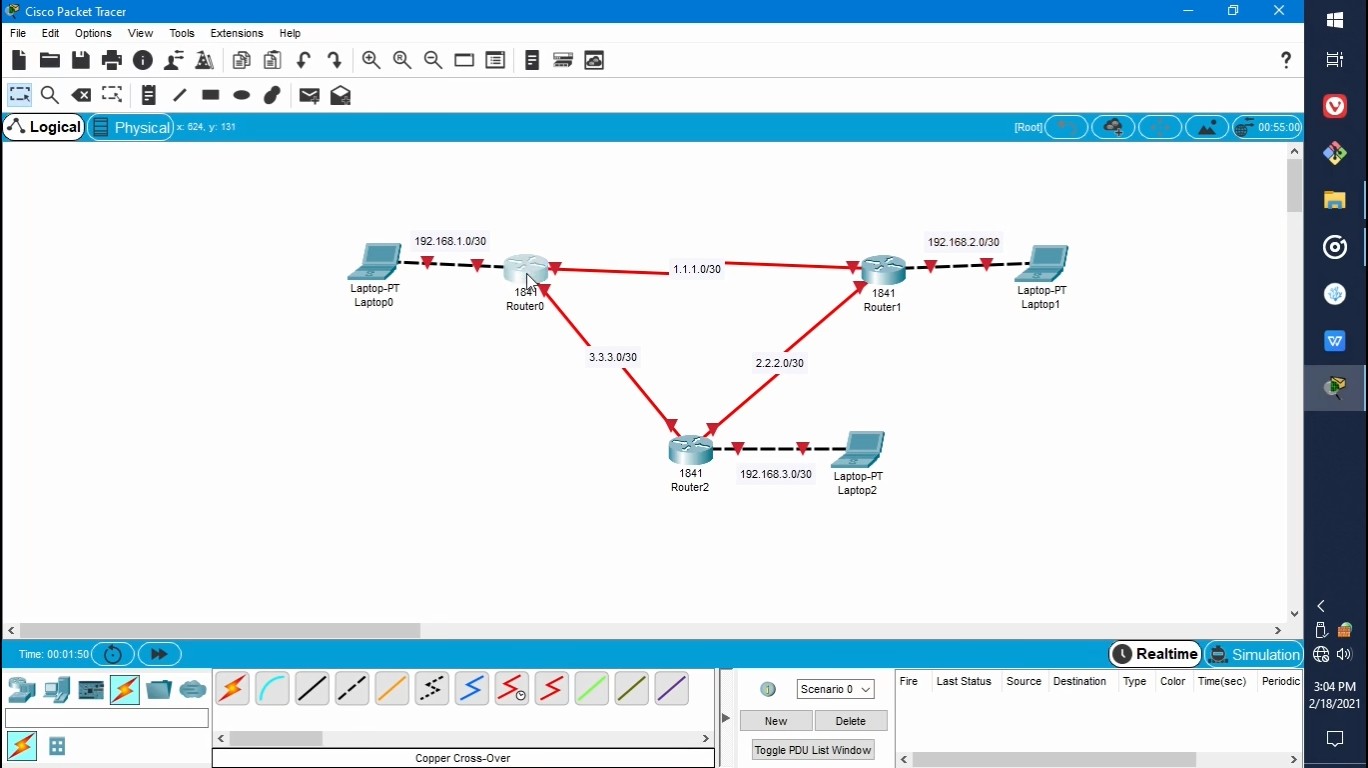 Cisco Packet Tracer
File Edit Options View Tools Extensions Help
?
Logical Physical x: 624, y: 131 [Root] 00:55:00
192.168.1.0/30
192.168.2.0/30
1.1.1.0/30
Laptop-PT
Laptop0
1841
Router0
1841
Router1
Laptop-PT
Laptop1
3.3.3.0/30
2.2.2.0/30
1841
Router2
192.168.3.0/30
Laptop-PT
Laptop2
Time: 00:01:50 Realtime Simulation
Scenario 0
New Delete
Toggle PDU List Window
Fire Last Status Source Destination Type Color Time(sec) Periodic
Copper Cross-Over
3:04 PM
2/18/2021